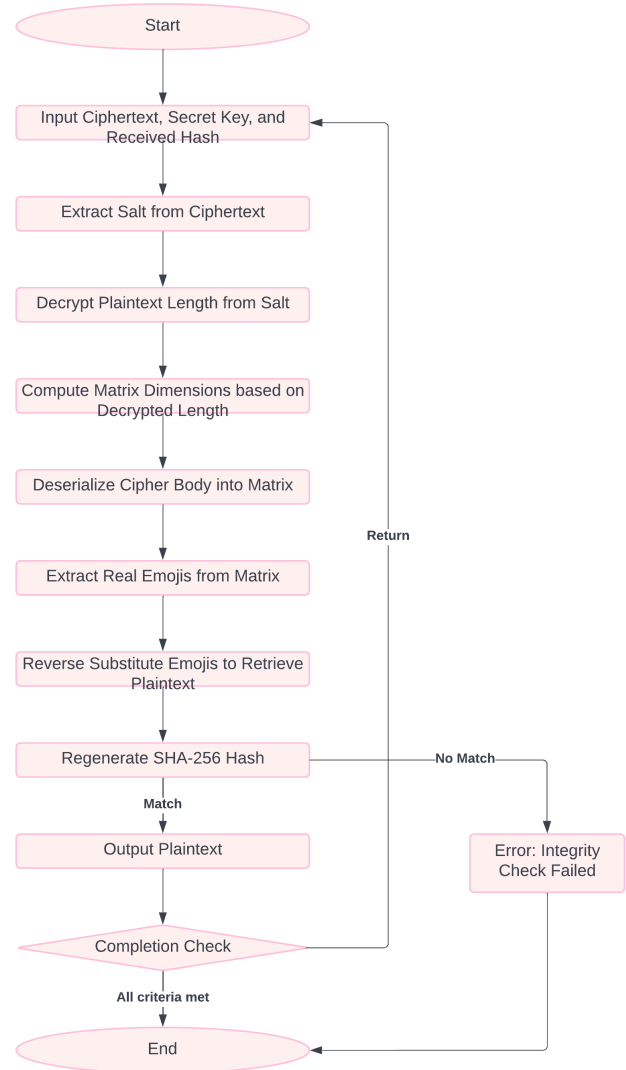 Start
Input Ciphertext, Secret Key, and
Received Hash
Extract Salt from Ciphertext
Decrypt Plaintext Length from Salt
Compute Matrix Dimensions based on
Decrypted Length
Deserialize Cipher Body into Matrix
Return
Extract Real Emojis from Matrix
Reverse Substitute Emojis to Retrieve
Plaintext
Regenerate SHA-256 Hash
No Match
Match
Output Plaintext
Error: Integrity
Check Failed
Completion Check
All criteria met
End